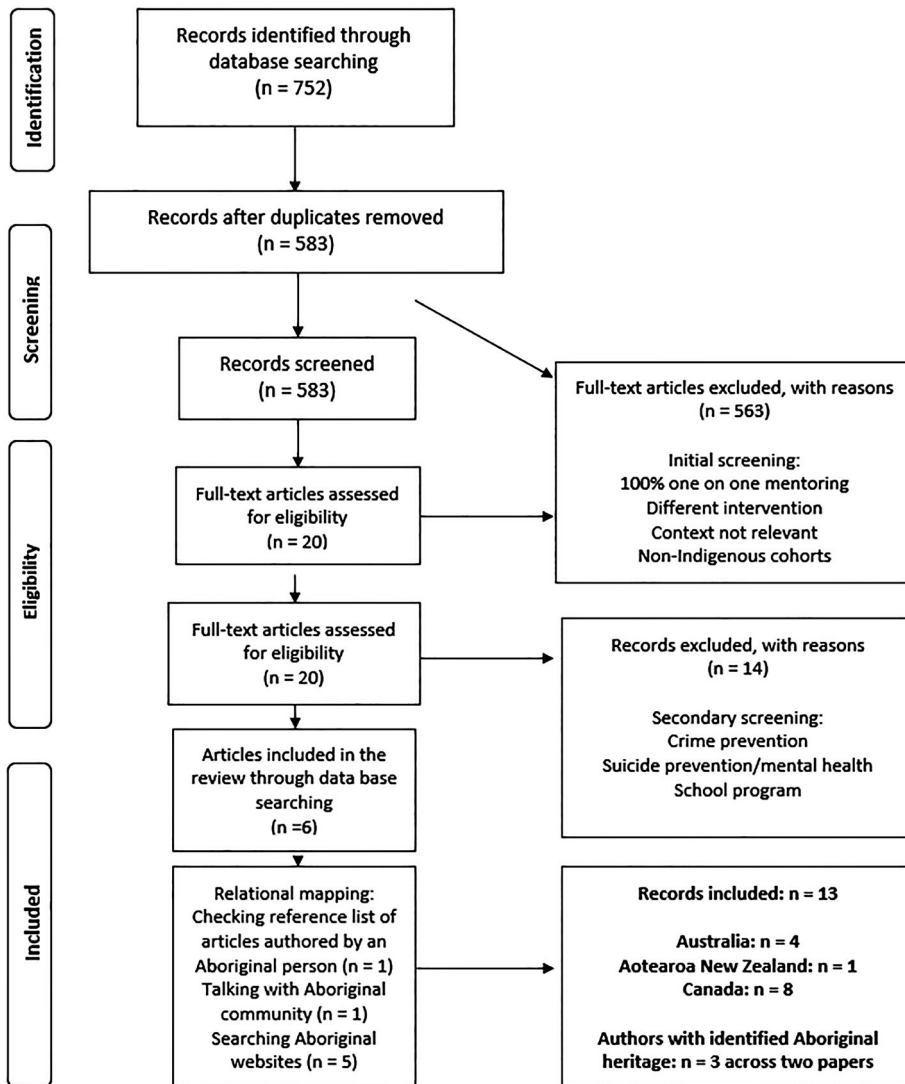 Identification
Records identified through
database searching
(n = 752)
Records after duplicates removed
(n = 583)
Screening
Records screened
(n = 583)
Full-text articles excluded, with reasons
(n = 563)
Initial screening:
100% one on one mentoring
Different intervention
Context not relevant
Non-Indigenous cohorts
Eligibility
Full-text articles assessed
for eligibility
(n = 20)
Full-text articles assessed
for eligibility
(n = 20)
Records excluded, with reasons
(n = 14)
Secondary screening:
Crime prevention
Suicide prevention/mental health
School program
Articles included in the
review through data base
searching
(n =6)
Included
Relational mapping:
Checking reference list of
articles authored by an
Aboriginal person (n = 1)
Talking with Aboriginal
community (n = 1)
Searching Aboriginal
websites (n = 5)
Records included: n = 13
Australia: n = 4
Aotearoa New Zealand: n = 1
Canada: n = 8
Authors with identified Aboriginal
heritage: n = 3 across two papers